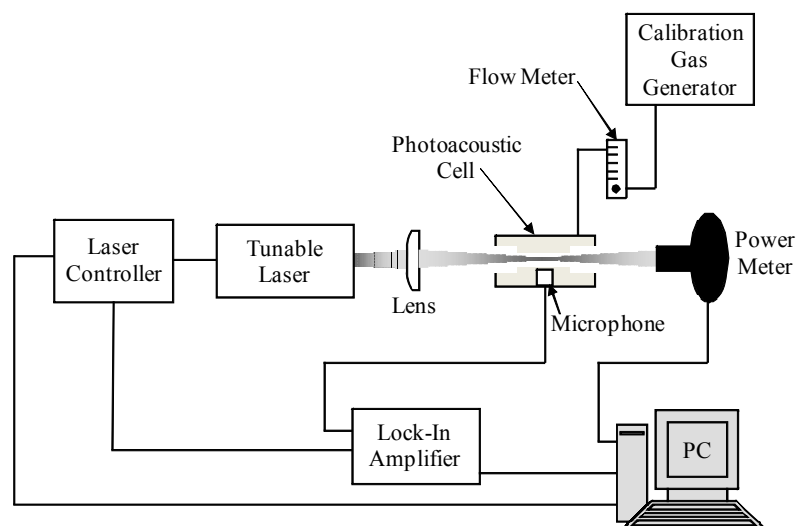 Calibration
Gas
Generator
Flow Meter
Photoacoustic
Cell
Laser
Controller
Tunable
Laser
Lens
Microphone
Power
Meter
Lock-In
Amplifier
PC